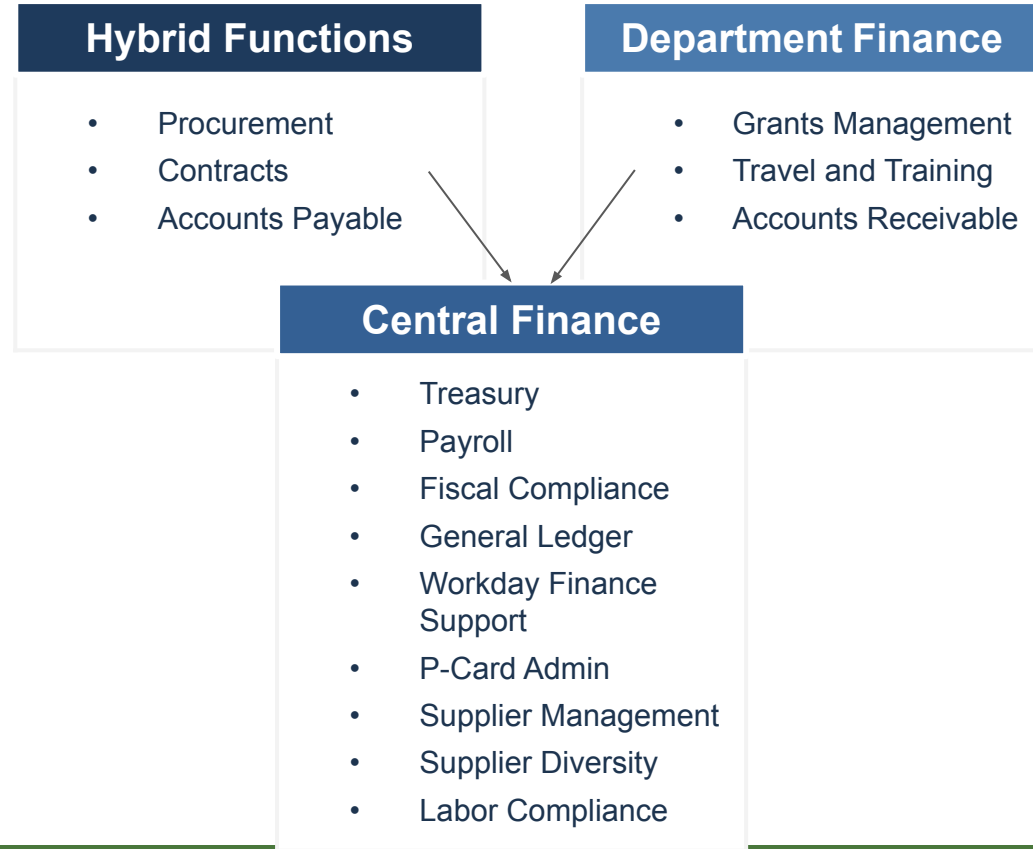 Hybrid Functions
• Procurement
• Contracts
• Accounts Payable
Department Finance
• Grants Management
• Travel and Training
• Accounts Receivable
Central Finance
• Treasury
• Payroll
• Fiscal Compliance
• General Ledger
• Workday Finance
Support
• P-Card Admin
• Supplier Management
• Supplier Diversity
• Labor Compliance